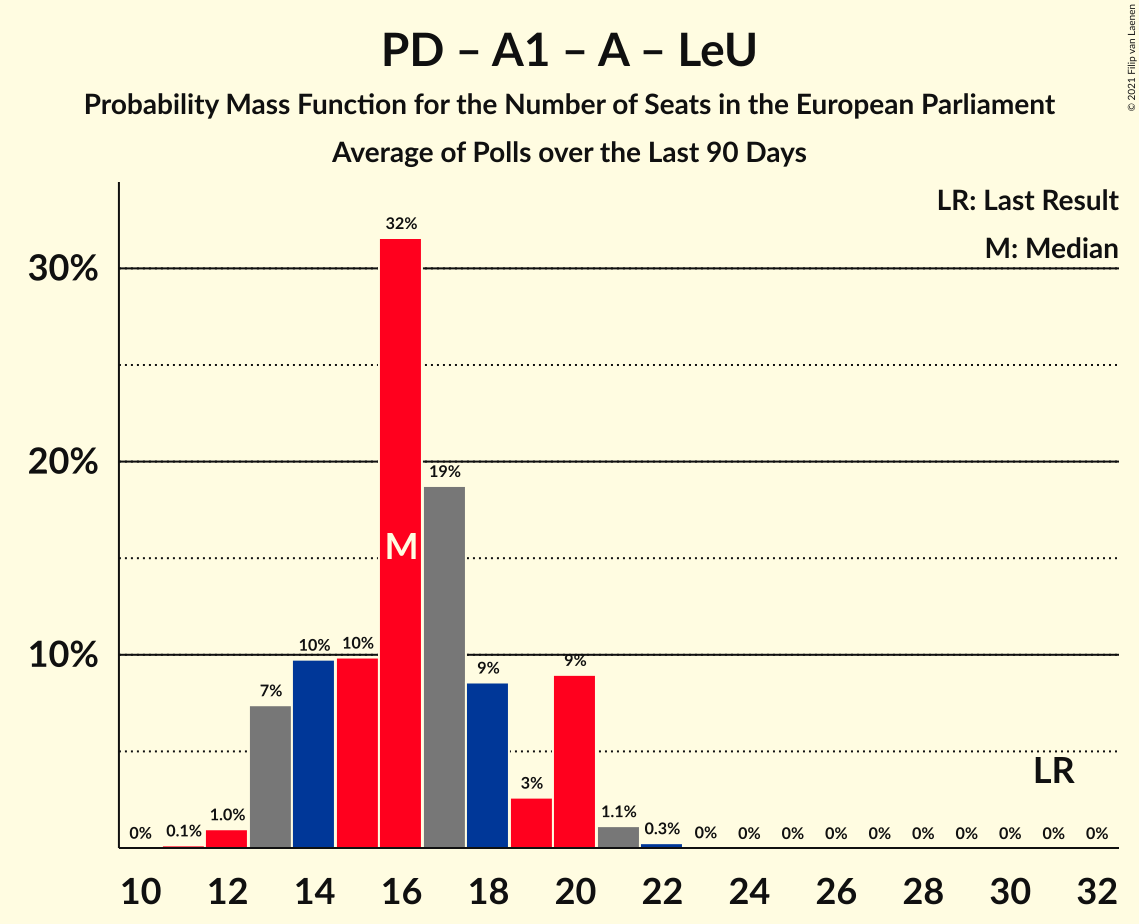 PD – A1 – A – LeU
Probability Mass Function for the Number of Seats in the European Parliament
Average of Polls over the Last 90 Days
© 2021 Filip van Laenen
LR: Last Result
M: Median
30%
20%
10%
0% 0.1% 1.0% 7% 10% 10% 32% 19% 9% 3% 9% 1.1% 0.3% 0% 0% 0% 0% 0% 0% 0% 0% 0% 0%
M
LR
10 12 14 16 18 20 22 24 26 28 30 32